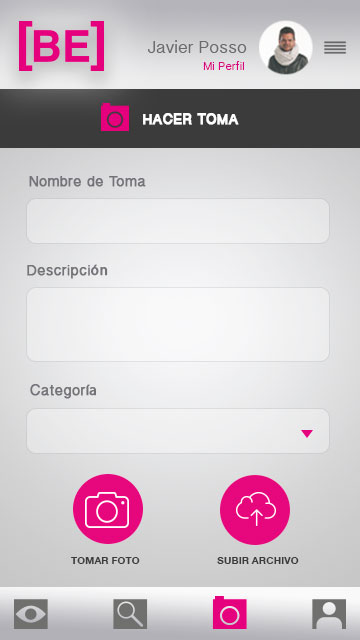 [BE]
Javier Posso
Mi Perfil
HACER TOMA
Nombre de Toma
Descripción
Categoría
TOMAR FOTO
SUBIR ARCHIVO